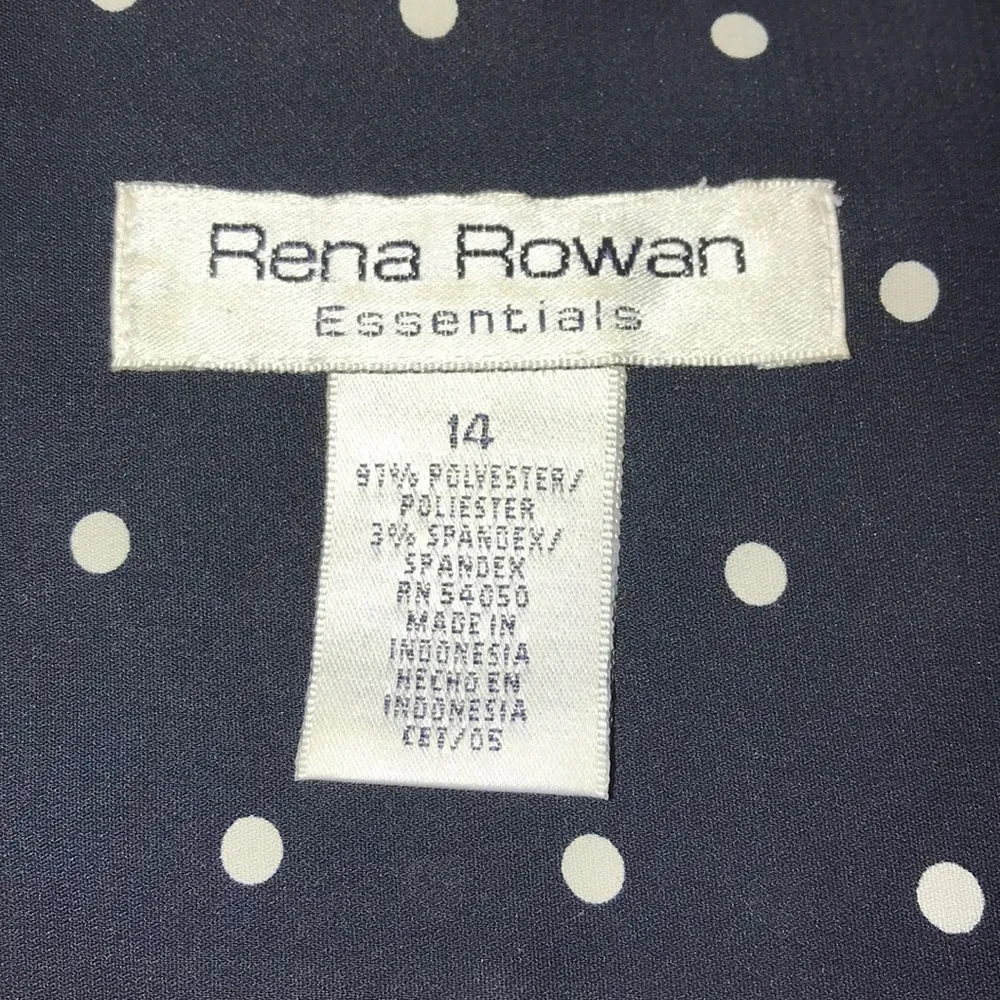 Rena Rowan
Essentials
14
97% POLYESTER/
POLIESTER
3% SPANDEX/
SPANDEX
RN 54050
MADE IN
INDONESIA
HECHO EN
INDONESIA
CBT/05